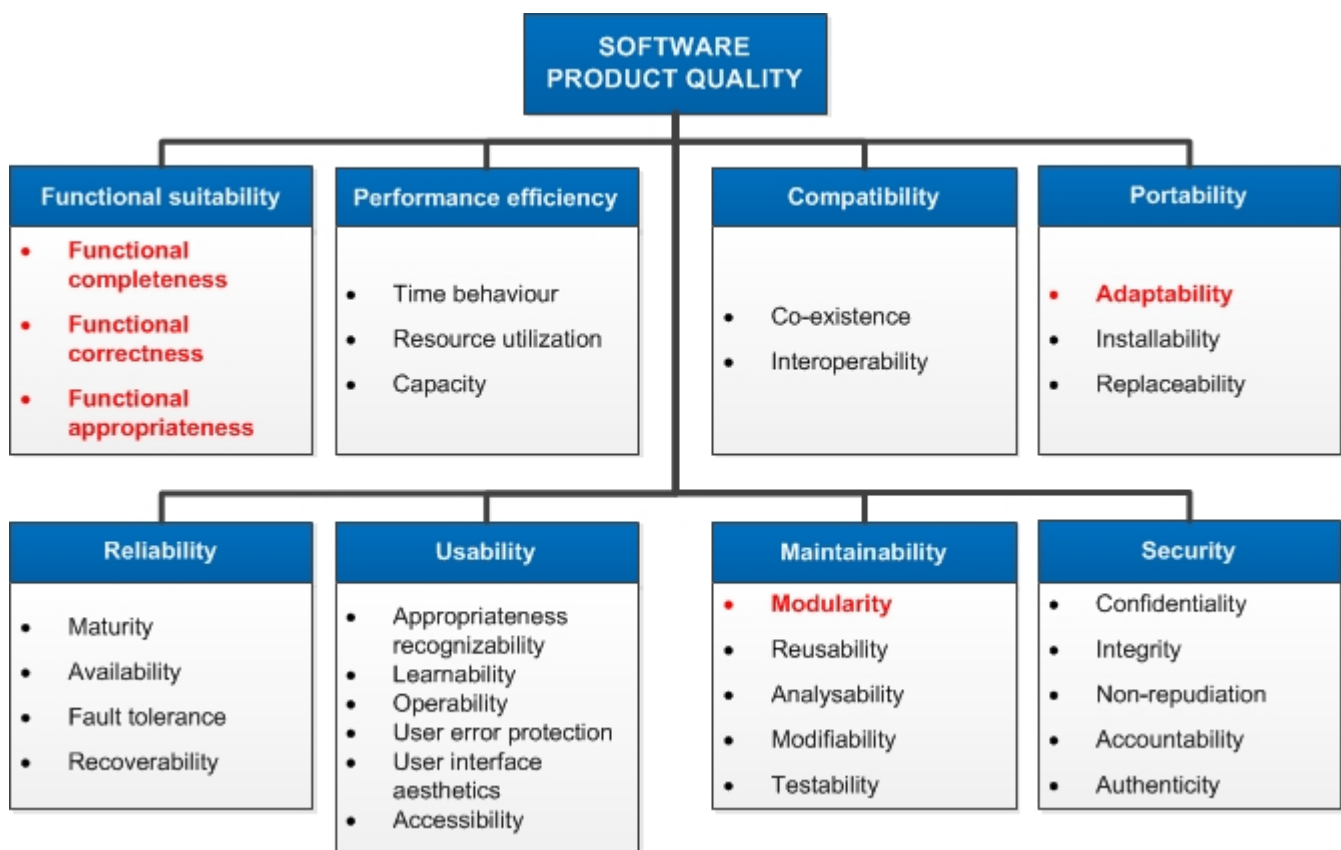 SOFTWARE
PRODUCT QUALITY
Functional suitability
Functional
completeness
Functional
correctness
Functional
appropriateness
Performance efficiency
Time behaviour
Resource utilization
Capacity
Compatibility
Co-existence
Interoperability
Portability
Adaptability
Installability
Replaceability
Reliability
Maturity
Availability
Fault tolerance
Recoverability
Usability
Appropriateness
recognizability
Learnability
Operability
User error protection
User interface
aesthetics
Accessibility
Maintainability
Modularity
Reusability
Analysability
Modifiability
Testability
Security
Confidentiality
Integrity
Non-repudiation
Accountability
Authenticity